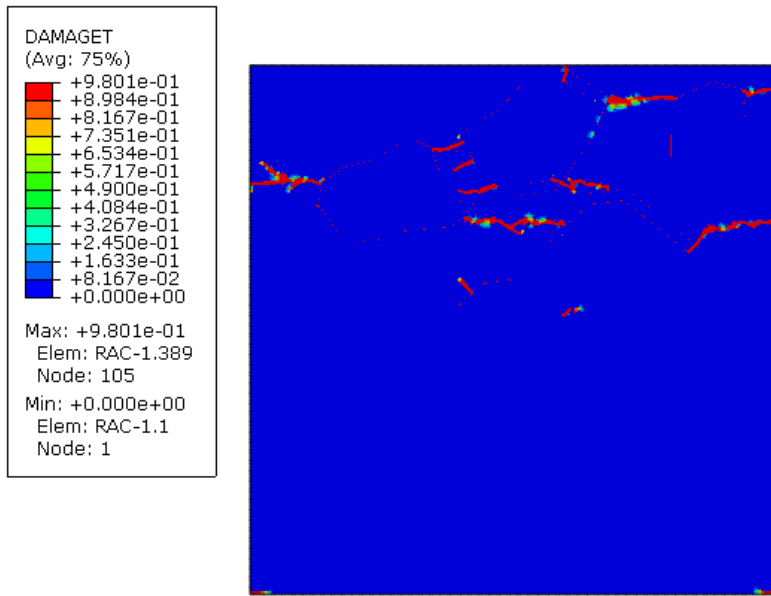 DAMAGET
(Avg: 75%)
+9.801e-01
+8.984e-01
+8.167e-01
+7.351e-01
+6.534e-01
+5.717e-01
+4.900e-01
+4.084e-01
+3.267e-01
+2.450e-01
+1.633e-01
+8.167e-02
+0.000e+00
Max: +9.801e-01
Elem: RAC-1.389
Node: 105
Min: +0.000e+00
Elem: RAC-1.1
Node: 1